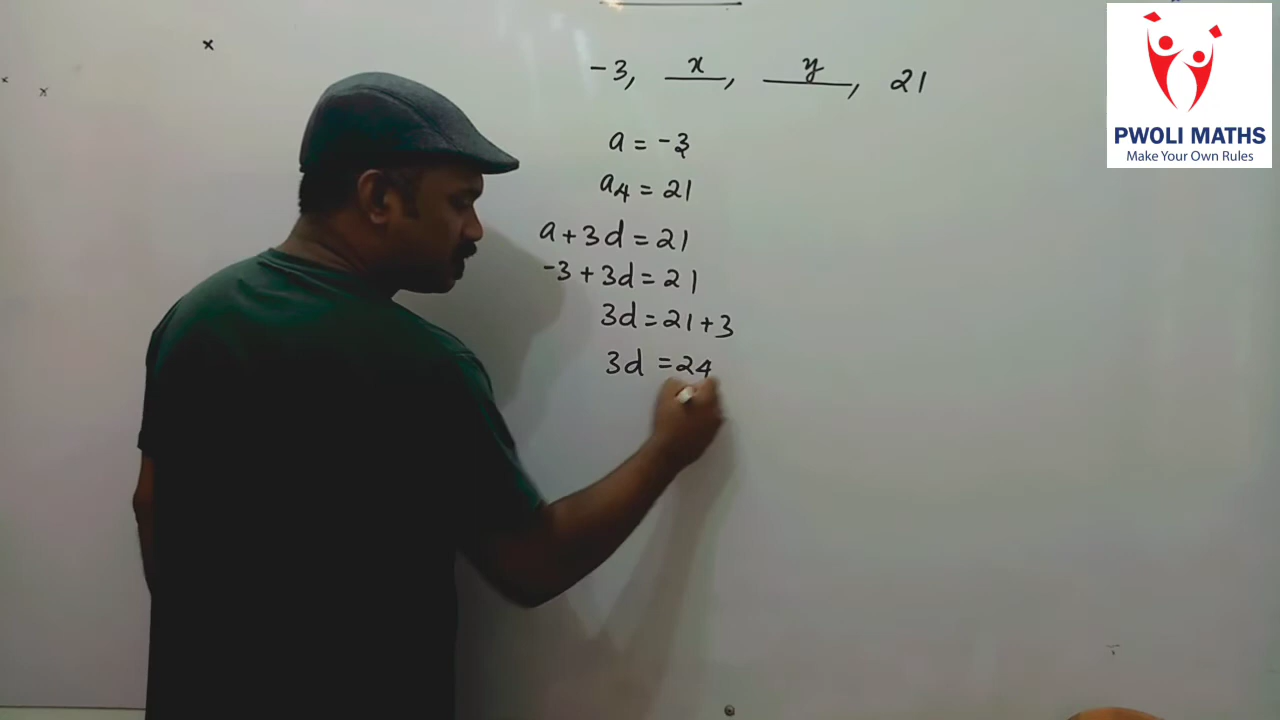 -3, x, y, 21
a = -3
a4 = 21
a + 3d = 21
-3 + 3d = 21
3d = 21 + 3
3d = 24
PWOLI MATHS
Make Your Own Rules